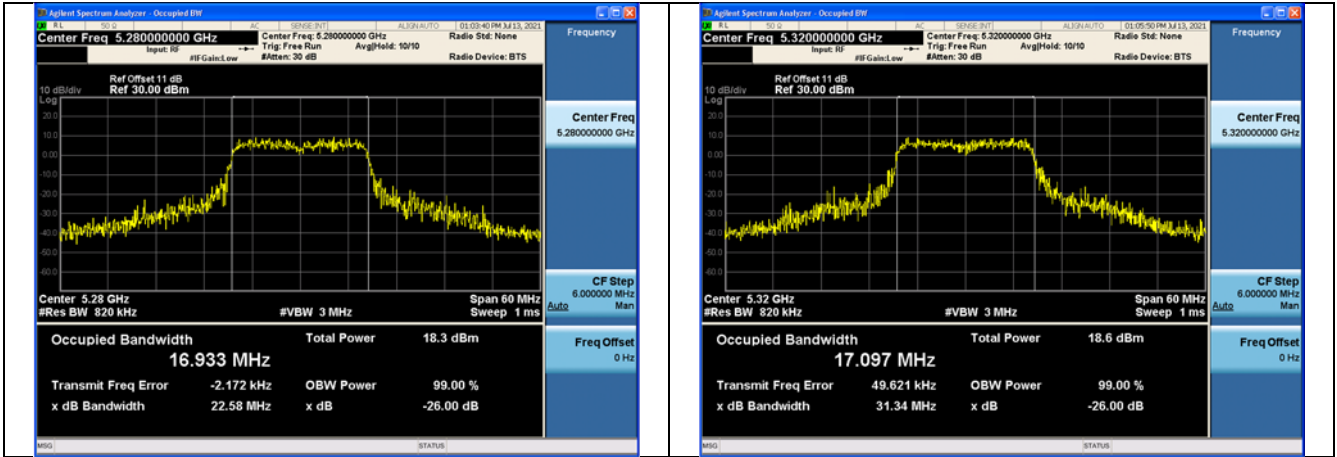 Agilent Spectrum Analyzer - Occupied BW
RL 50 Ω AC SENSE:INT ALIGN AUTO 01:03:40 PM Jul 13, 2021
Center Freq 5.280000000 GHz
Center Freq: 5.280000000 GHz
Radio Std: None
Input: RF
Trig: Free Run Avg|Hold: 10/10
#IFGain:Low
#Atten: 30 dB
Radio Device: BTS
Ref Offset 11 dB
10 dB/div Ref 30.00 dBm
Log
20.0
10.0
0.00
-10.0
-20.0
-30.0
-40.0
-50.0
-60.0
Center 5.28 GHz Span 60 MHz
#Res BW 820 kHz #VBW 3 MHz Sweep 1 ms
Occupied Bandwidth Total Power 18.3 dBm
16.933 MHz
Transmit Freq Error -2.172 kHz OBW Power 99.00 %
x dB Bandwidth 22.58 MHz x dB -26.00 dB
MSG STATUS
Frequency
Center Freq
5.280000000 GHz
CF Step
6.000000 MHz
Auto Man
Freq Offset
0 Hz
Agilent Spectrum Analyzer - Occupied BW
RL 50 Ω AC SENSE:INT ALIGN AUTO 01:05:50 PM Jul 13, 2021
Center Freq 5.320000000 GHz
Center Freq: 5.320000000 GHz
Radio Std: None
Input: RF
Trig: Free Run Avg|Hold: 10/10
#IFGain:Low
#Atten: 30 dB
Radio Device: BTS
Ref Offset 11 dB
10 dB/div Ref 30.00 dBm
Log
20.0
10.0
0.00
-10.0
-20.0
-30.0
-40.0
-50.0
-60.0
Center 5.32 GHz Span 60 MHz
#Res BW 820 kHz #VBW 3 MHz Sweep 1 ms
Occupied Bandwidth Total Power 18.6 dBm
17.097 MHz
Transmit Freq Error 49.621 kHz OBW Power 99.00 %
x dB Bandwidth 31.34 MHz x dB -26.00 dB
MSG STATUS
Frequency
Center Freq
5.320000000 GHz
CF Step
6.000000 MHz
Auto Man
Freq Offset
0 Hz